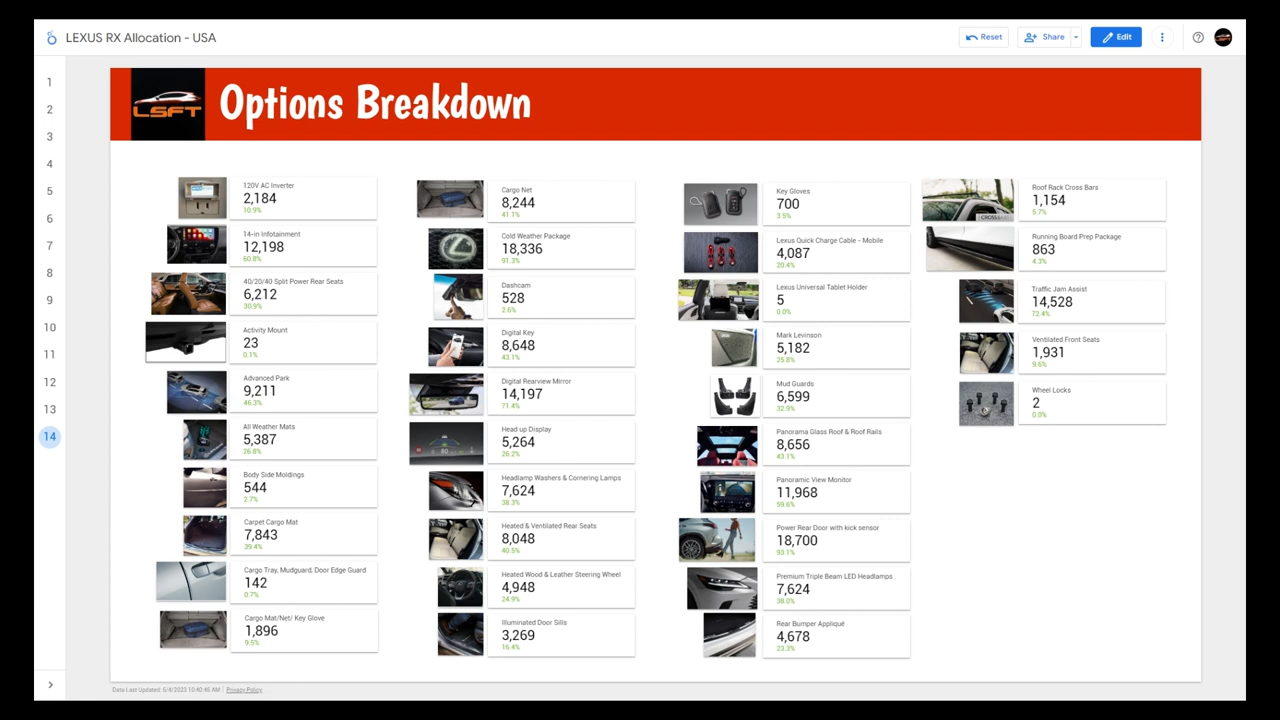 LEXUS RX Allocation - USA
Reset
Share
Edit
1
2
3
4
5
6
7
8
9
10
11
12
13
14
LSFT
Options Breakdown
120V AC Inverter
2,184
10.9%
14-in Infotainment
12,198
60.8%
40/20/40 Split Power Rear Seats
6,212
30.9%
Activity Mount
23
0.1%
Advanced Park
9,211
46.3%
All Weather Mats
5,387
26.8%
Body Side Moldings
544
2.7%
Carpet Cargo Mat
7,843
39.4%
Cargo Tray, Mudguard, Door Edge Guard
142
0.7%
Cargo Mat/Net/ Key Glove
1,896
9.5%
Cargo Net
8,244
41.1%
Cold Weather Package
18,336
91.3%
Dashcam
528
2.6%
Digital Key
8,648
43.1%
Digital Rearview Mirror
14,197
71.4%
Head up Display
5,264
26.2%
Headlamp Washers & Cornering Lamps
7,624
38.3%
Heated & Ventilated Rear Seats
8,048
40.5%
Heated Wood & Leather Steering Wheel
4,948
24.9%
Illuminated Door Sills
3,269
16.4%
Key Gloves
700
3.5%
Lexus Quick Charge Cable - Mobile
4,087
20.4%
Lexus Universal Tablet Holder
5
0.0%
Mark Levinson
5,182
25.8%
Mud Guards
6,599
32.9%
Panorama Glass Roof & Roof Rails
8,656
43.1%
Panoramic View Monitor
11,968
59.6%
Power Rear Door with kick sensor
18,700
93.1%
Premium Triple Beam LED Headlamps
7,624
38.0%
Rear Bumper Appliqué
4,678
23.3%
Roof Rack Cross Bars
1,154
5.7%
Running Board Prep Package
863
4.3%
Traffic Jam Assist
14,528
72.4%
Ventilated Front Seats
1,931
9.6%
Wheel Locks
2
0.0%
Data Last Updated: 5/4/2023 10:40:46 AM | Privacy Policy